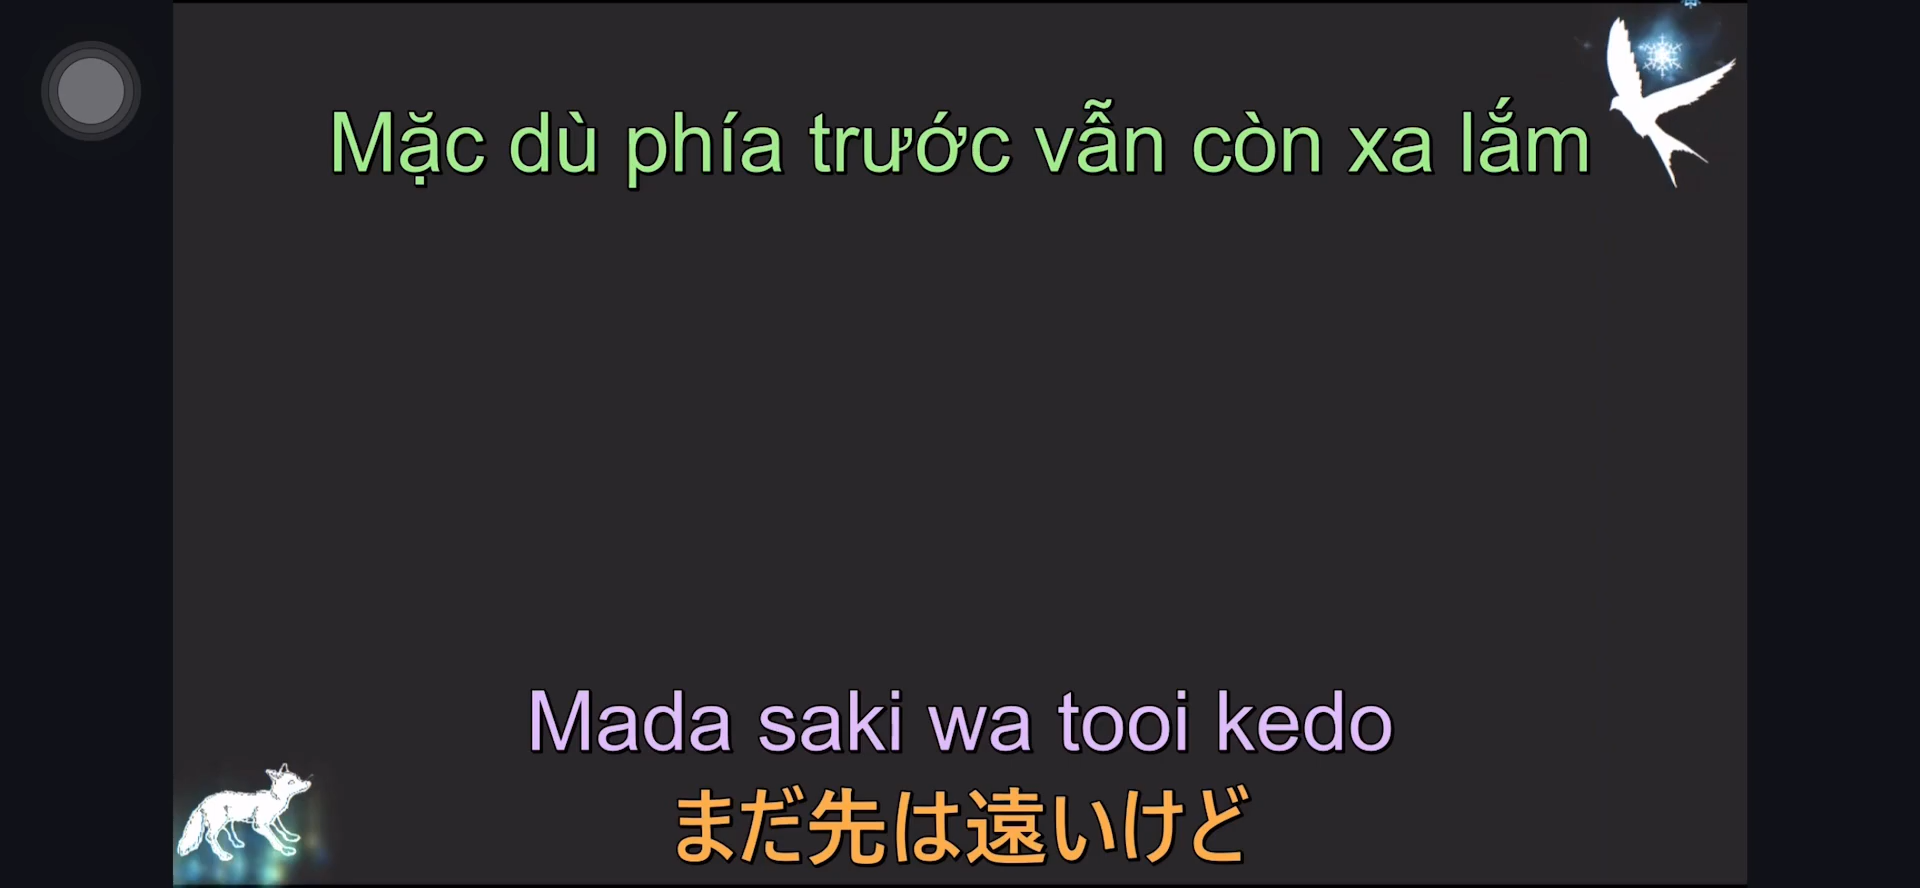 Mặc dù phía trước vẫn còn xa lắm
Mada saki wa tooi kedo
まだ先は遠いけど